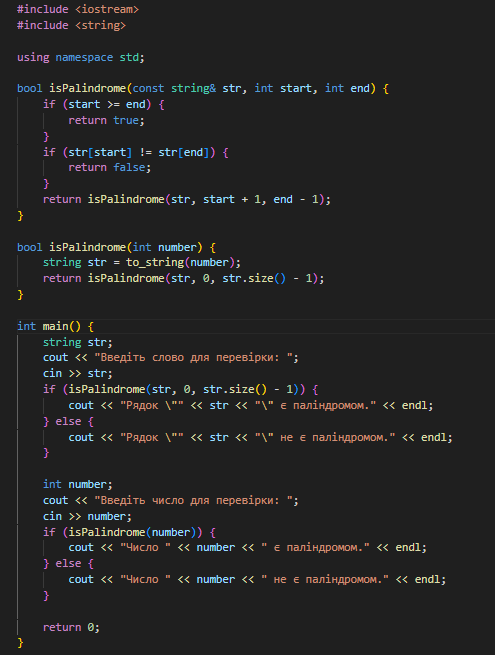 #include <iostream>
#include <string>

using namespace std;

bool isPalindrome(const string& str, int start, int end) {
    if (start >= end) {
        return true;
    }
    if (str[start] != str[end]) {
        return false;
    }
    return isPalindrome(str, start + 1, end - 1);
}

bool isPalindrome(int number) {
    string str = to_string(number);
    return isPalindrome(str, 0, str.size() - 1);
}

int main() {
    string str;
    cout << "Введіть слово для перевірки: ";
    cin >> str;
    if (isPalindrome(str, 0, str.size() - 1)) {
        cout << "Рядок \"" << str << "\" є паліндромом." << endl;
    } else {
        cout << "Рядок \"" << str << "\" не є паліндромом." << endl;
    }

    int number;
    cout << "Введіть число для перевірки: ";
    cin >> number;
    if (isPalindrome(number)) {
        cout << "Число " << number << " є паліндромом." << endl;
    } else {
        cout << "Число " << number << " не є паліндромом." << endl;
    }

    return 0;
}